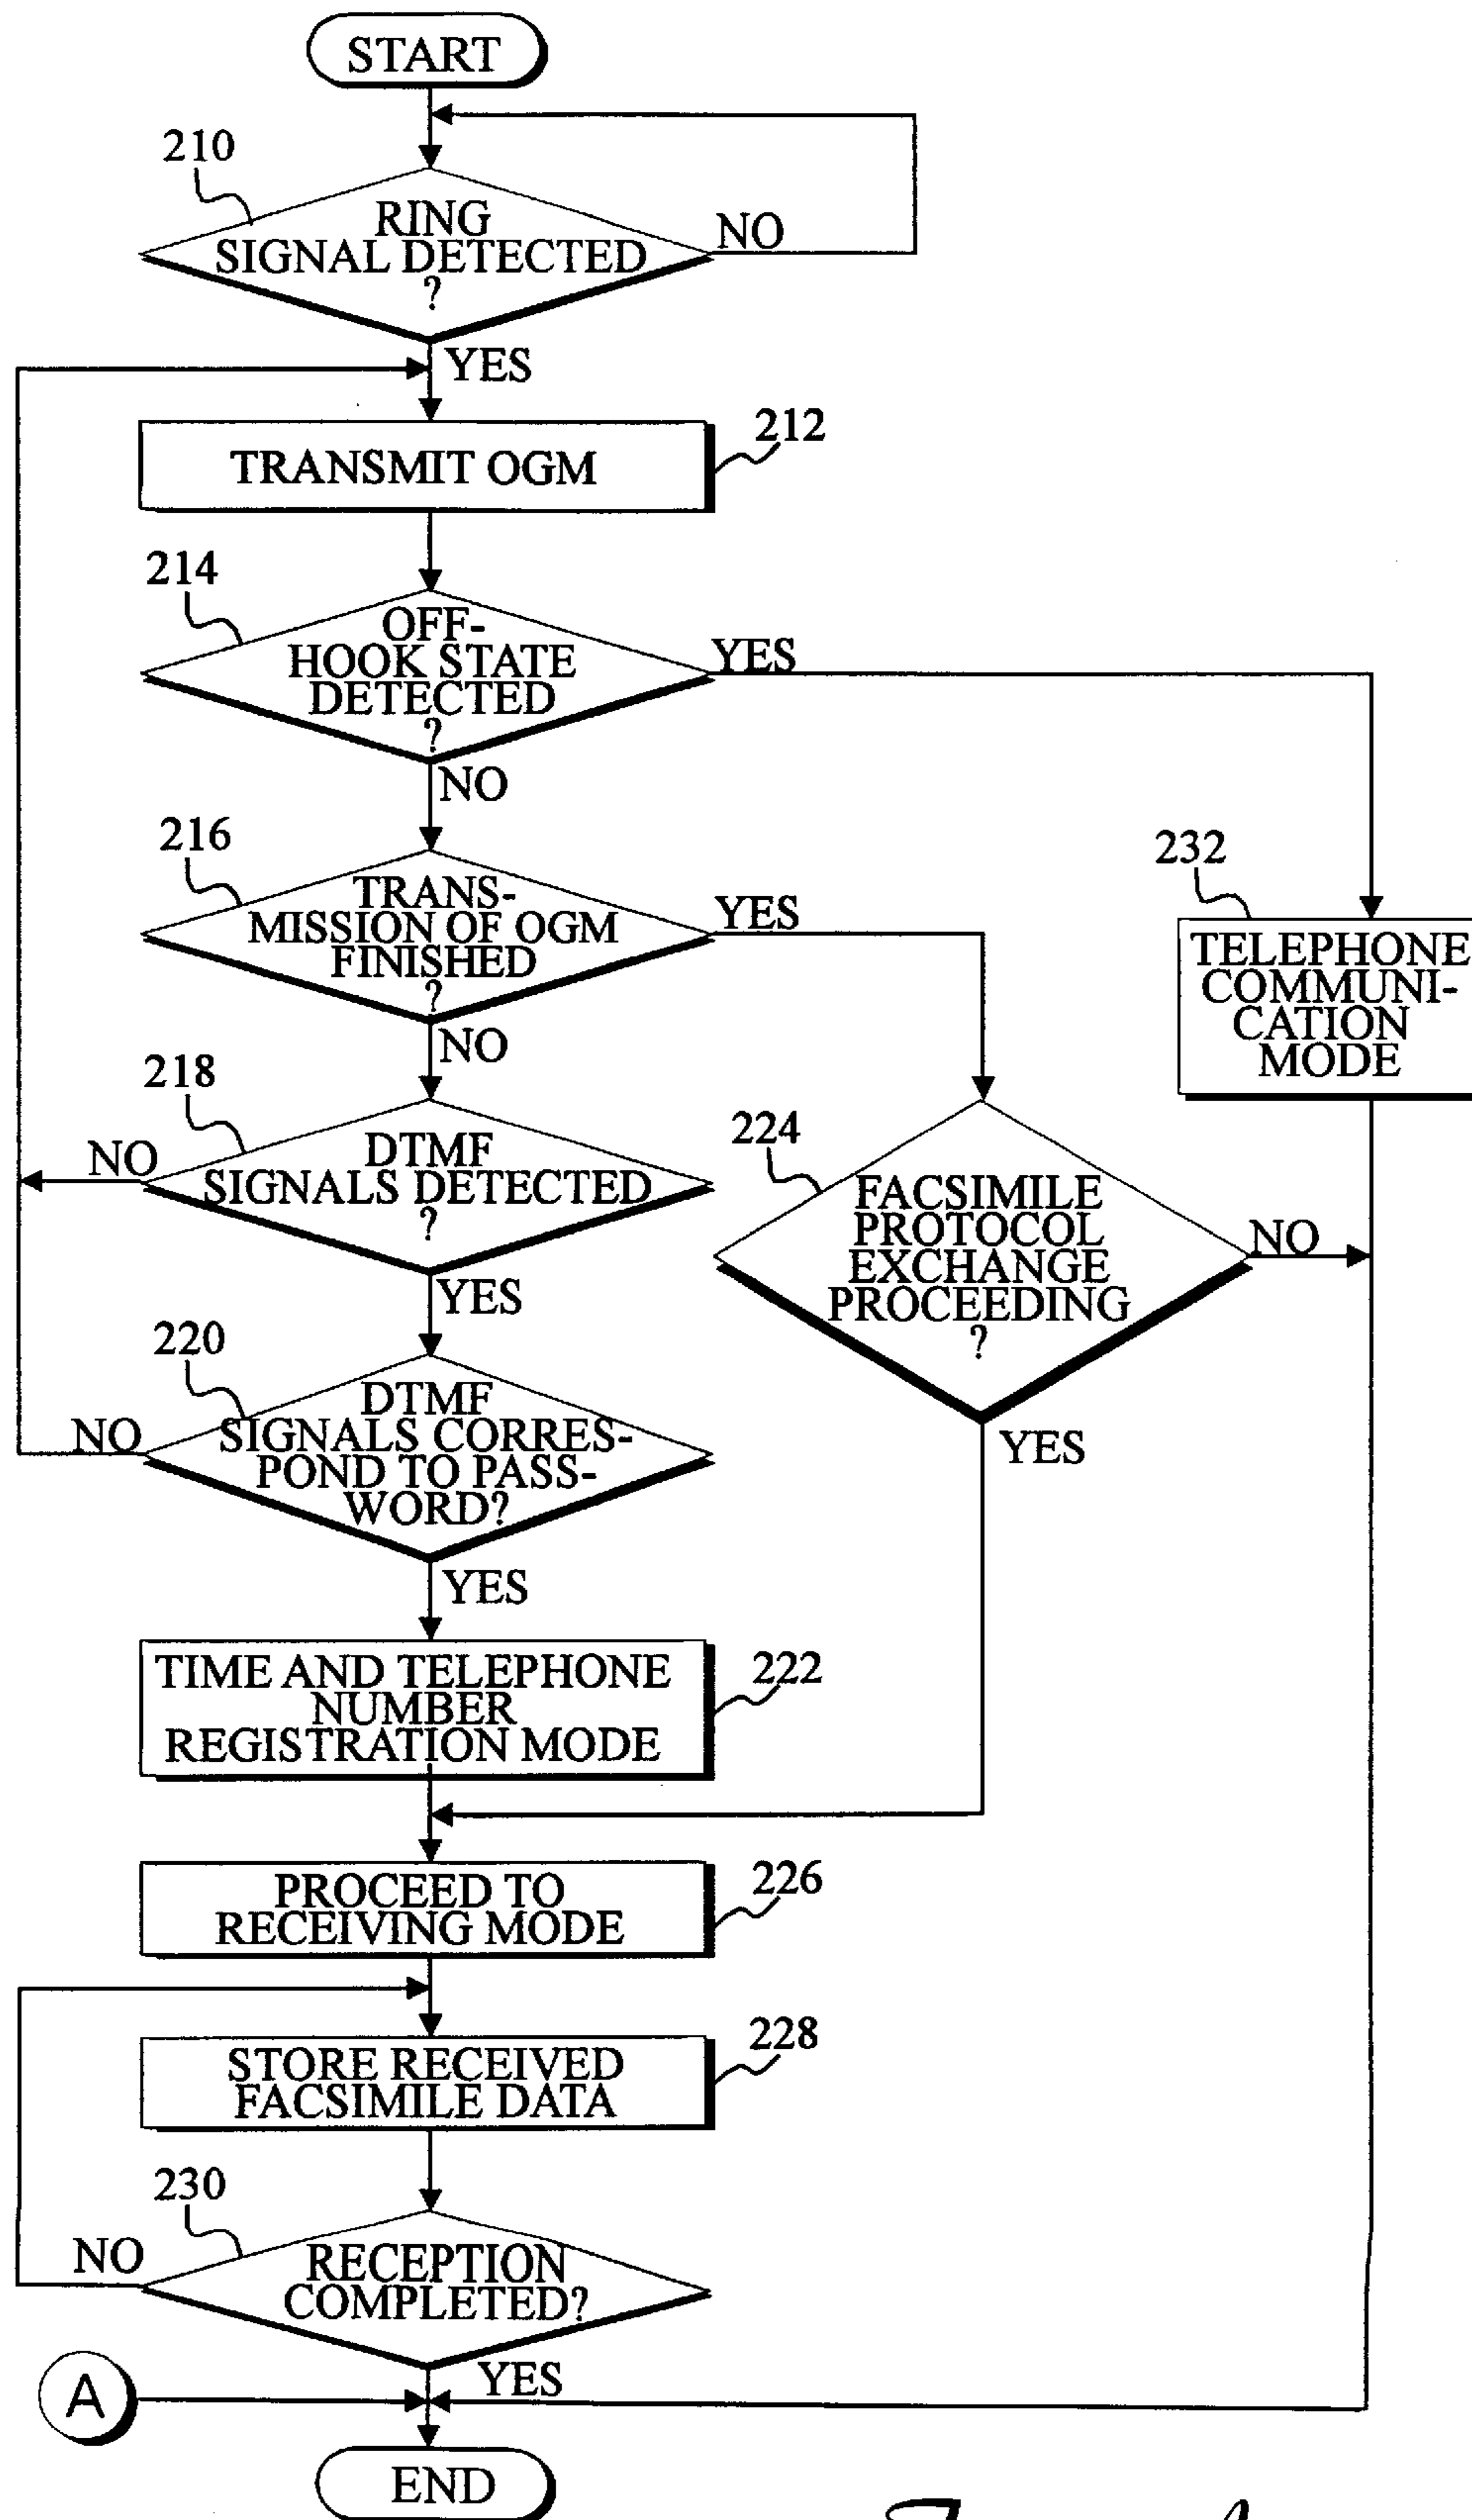 START
210
RING
SIGNAL DETECTED
?
NO
YES
TRANSMIT OGM
212
214
OFF-
HOOK STATE
DETECTED
?
YES
NO
216
TRANS-
MISSION OF OGM
FINISHED
?
YES
NO
232
TELEPHONE
COMMUNI-
CATION
MODE
218
DTMF
SIGNALS DETECTED
?
NO
YES
224
FACSIMILE
PROTOCOL
EXCHANGE
PROCEEDING
?
NO
YES
220
DTMF
SIGNALS CORRES-
POND TO PASS-
WORD?
NO
YES
TIME AND TELEPHONE
NUMBER
REGISTRATION MODE
222
PROCEED TO
RECEIVING MODE
226
STORE RECEIVED
FACSIMILE DATA
228
230
RECEPTION
COMPLETED?
NO
YES
A
END